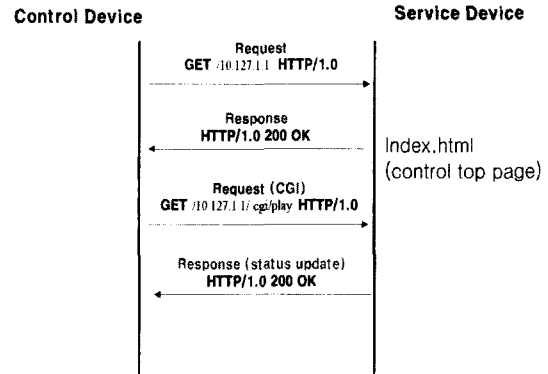 Control Device
Service Device
Request
GET /10.127.1.1 HTTP/1.0
Response
HTTP/1.0 200 OK
Index.html
(control top page)
Request (CGI)
GET /10.127.1.1/ cgi/play HTTP/1.0
Response (status update)
HTTP/1.0 200 OK